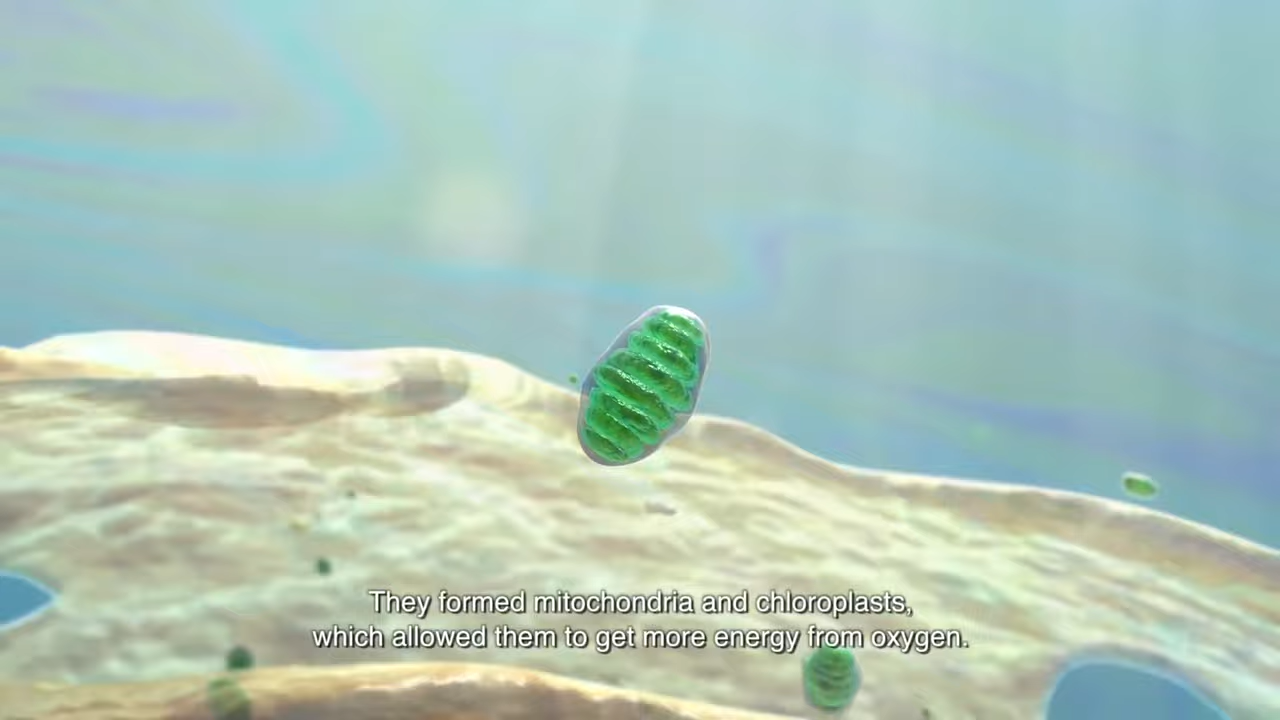 They formed mitochondria and chloroplasts,
which allowed them to get more energy from oxygen.